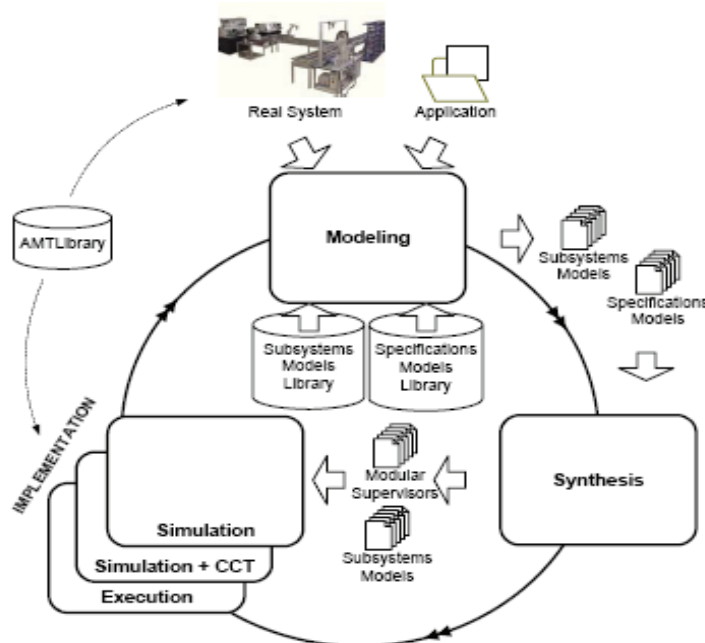 Real System
Application
AMTLibrary
Modeling
Subsystems
Models
Specifications
Models
Subsystems
Models
Library
Specifications
Models
Library
IMPLEMENTATION
Modular
Supervisors
Synthesis
Simulation
Subsystems
Models
Simulation + CCT
Execution